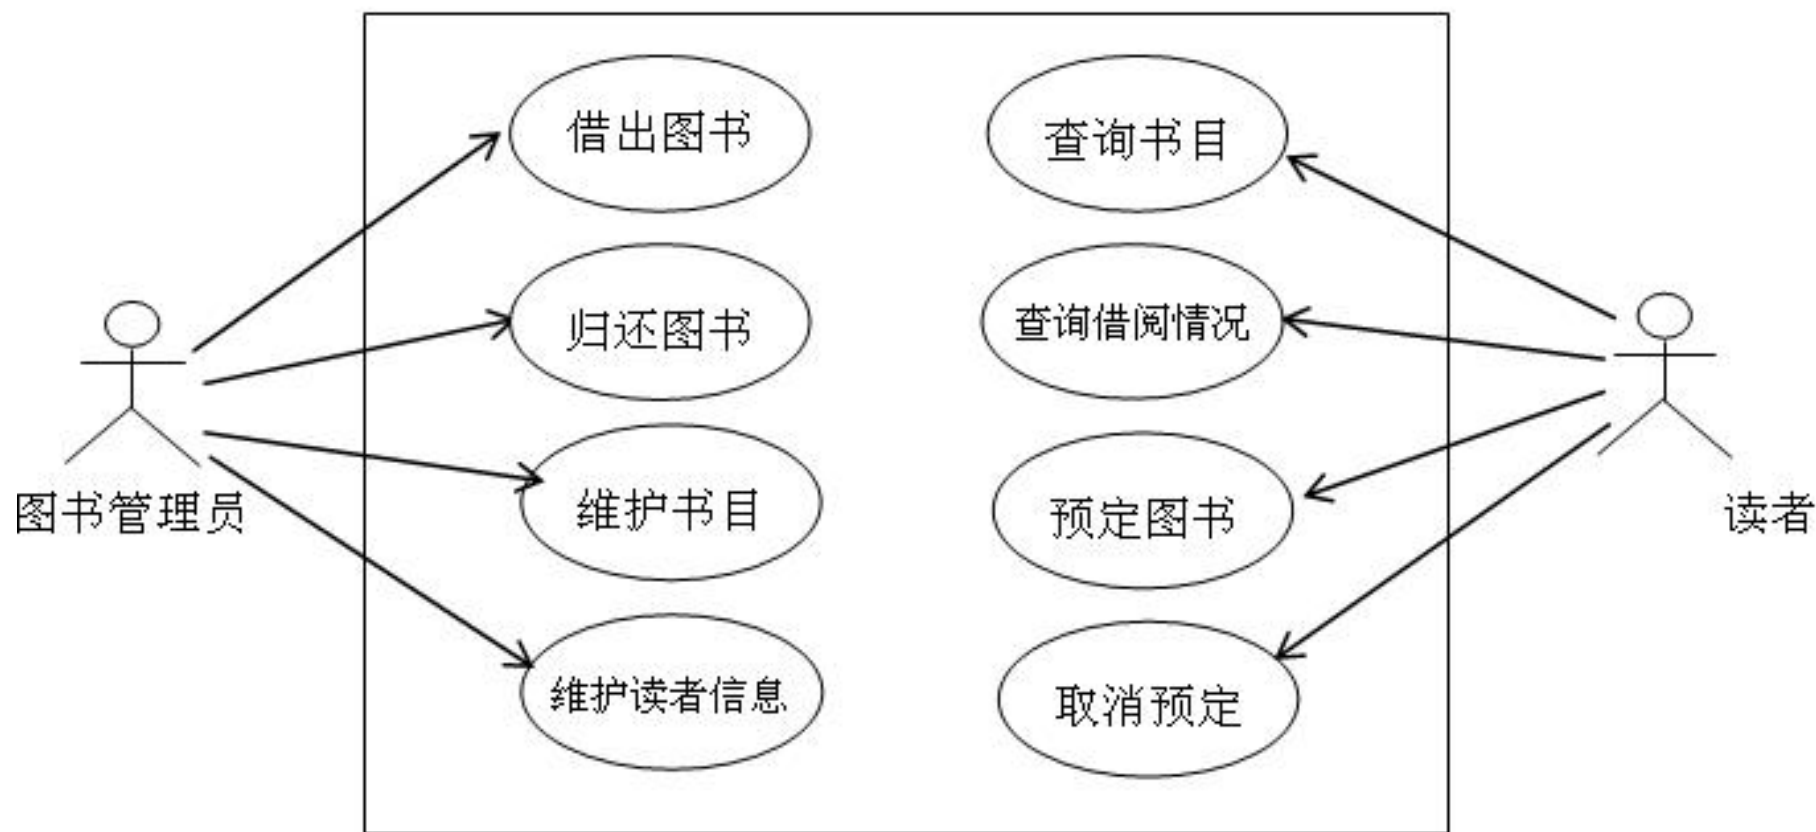 借出图书
查询书目
归还图书
查询借阅情况
图书管理员
维护书目
预定图书
读者
维护读者信息
取消预定